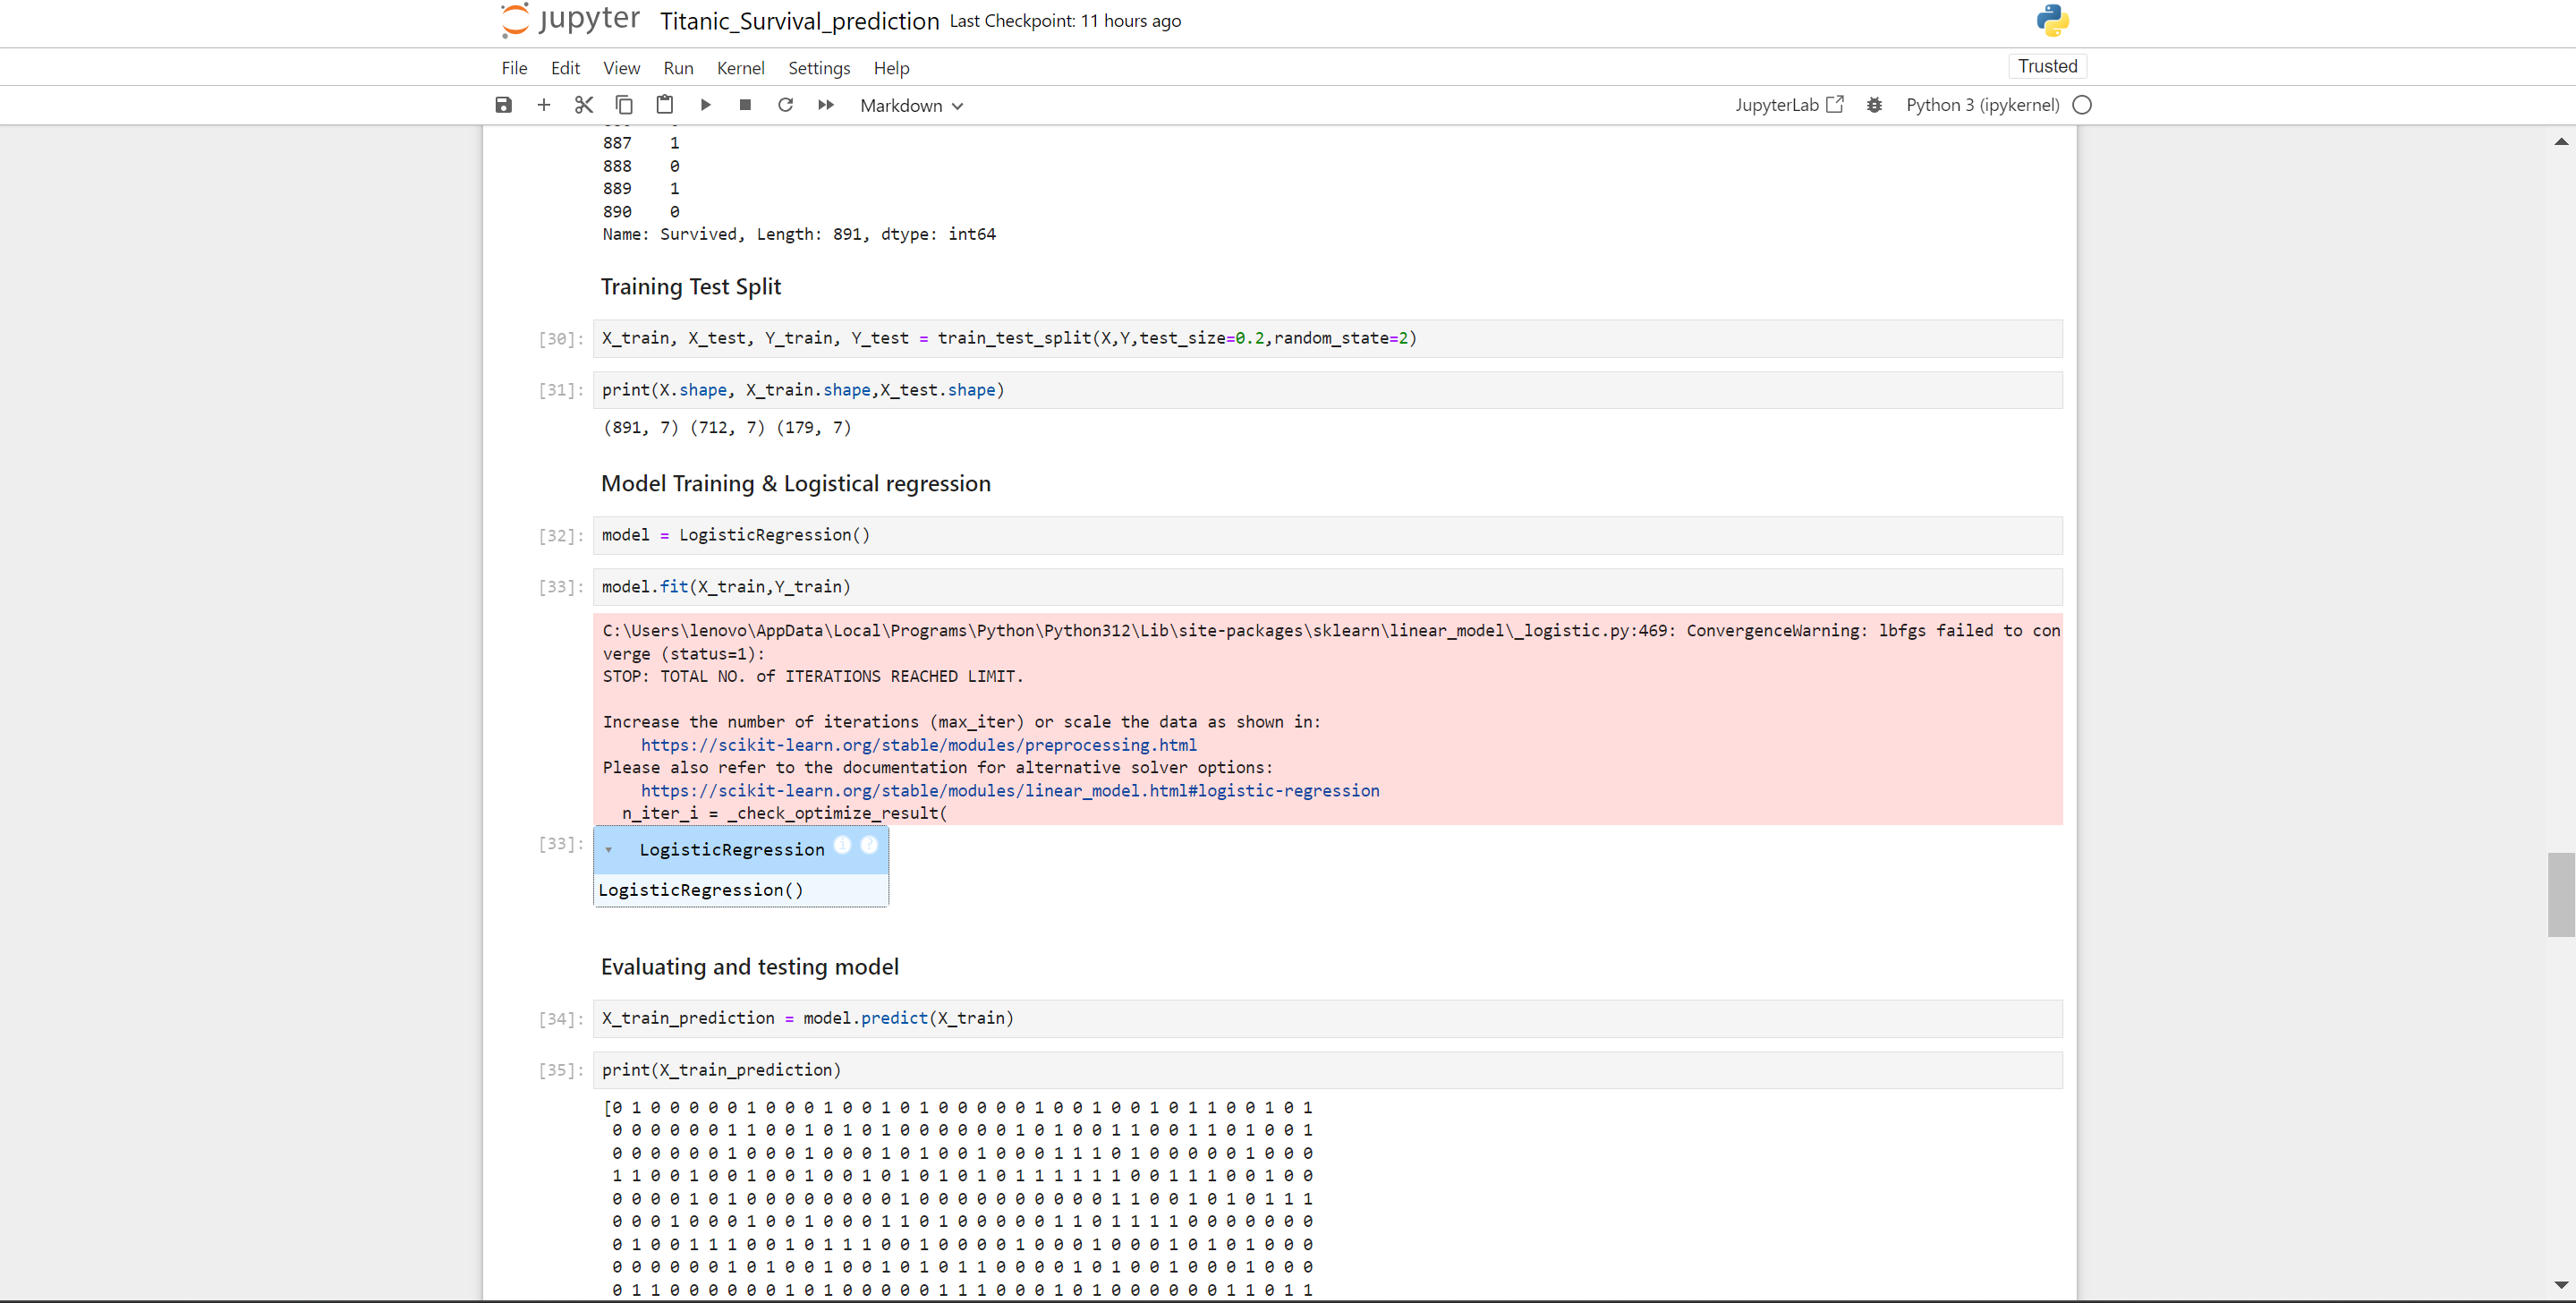 jupyter Titanic_Survival_prediction Last Checkpoint: 11 hours ago
File Edit View Run Kernel Settings Help Trusted
Markdown JupyterLab Python 3 (ipykernel)
887 1
888 0
889 1
890 0
Name: Survived, Length: 891, dtype: int64
Training Test Split
[30]: X_train, X_test, Y_train, Y_test = train_test_split(X,Y,test_size=0.2,random_state=2)
[31]: print(X.shape, X_train.shape,X_test.shape)
(891, 7) (712, 7) (179, 7)
Model Training & Logistical regression
[32]: model = LogisticRegression()
[33]: model.fit(X_train,Y_train)
C:\Users\lenovo\AppData\Local\Programs\Python\Python312\Lib\site-packages\sklearn\linear_model\_logistic.py:469: ConvergenceWarning: lbfgs failed to con
verge (status=1):
STOP: TOTAL NO. of ITERATIONS REACHED LIMIT.
Increase the number of iterations (max_iter) or scale the data as shown in:
https://scikit-learn.org/stable/modules/preprocessing.html
Please also refer to the documentation for alternative solver options:
https://scikit-learn.org/stable/modules/linear_model.html#logistic-regression
n_iter_i = _check_optimize_result(
[33]: LogisticRegression i ?
LogisticRegression()
Evaluating and testing model
[34]: X_train_prediction = model.predict(X_train)
[35]: print(X_train_prediction)
[0 1 0 0 0 0 0 1 0 0 0 1 0 0 1 0 1 0 0 0 0 0 1 0 0 1 0 0 1 0 1 1 0 0 1 0 1
0 0 0 0 0 0 1 1 0 0 1 0 1 0 1 0 0 0 0 0 0 1 0 1 0 0 1 1 0 0 1 1 0 1 0 0 1
0 0 0 0 0 0 1 0 0 0 1 0 0 0 1 0 1 0 0 1 0 0 0 1 1 1 0 1 0 0 0 0 0 1 0 0 0
1 1 0 0 1 0 0 1 0 0 1 0 0 1 0 1 0 1 0 1 0 1 1 1 1 1 1 0 0 1 1 1 0 0 1 0 0
0 0 0 0 1 0 1 0 0 0 0 0 0 0 0 1 0 0 0 0 0 0 0 0 0 0 1 1 0 0 1 0 1 0 1 1 1
0 0 0 1 0 0 0 1 0 0 1 0 0 0 1 1 0 1 0 0 0 0 0 1 1 0 1 1 1 1 0 0 0 0 0 0 0
0 1 0 0 1 1 1 0 0 1 0 1 1 1 0 0 1 0 0 0 0 1 0 0 0 1 0 0 0 1 0 1 0 1 0 0 0
0 0 0 0 0 0 1 0 1 0 0 1 0 0 1 0 1 0 1 1 0 0 0 0 1 0 1 0 0 1 0 0 0 1 0 0 0
0 1 1 0 0 0 0 0 0 1 0 1 0 0 0 0 0 1 1 1 0 0 0 1 0 1 0 0 0 0 0 0 1 1 0 1 1